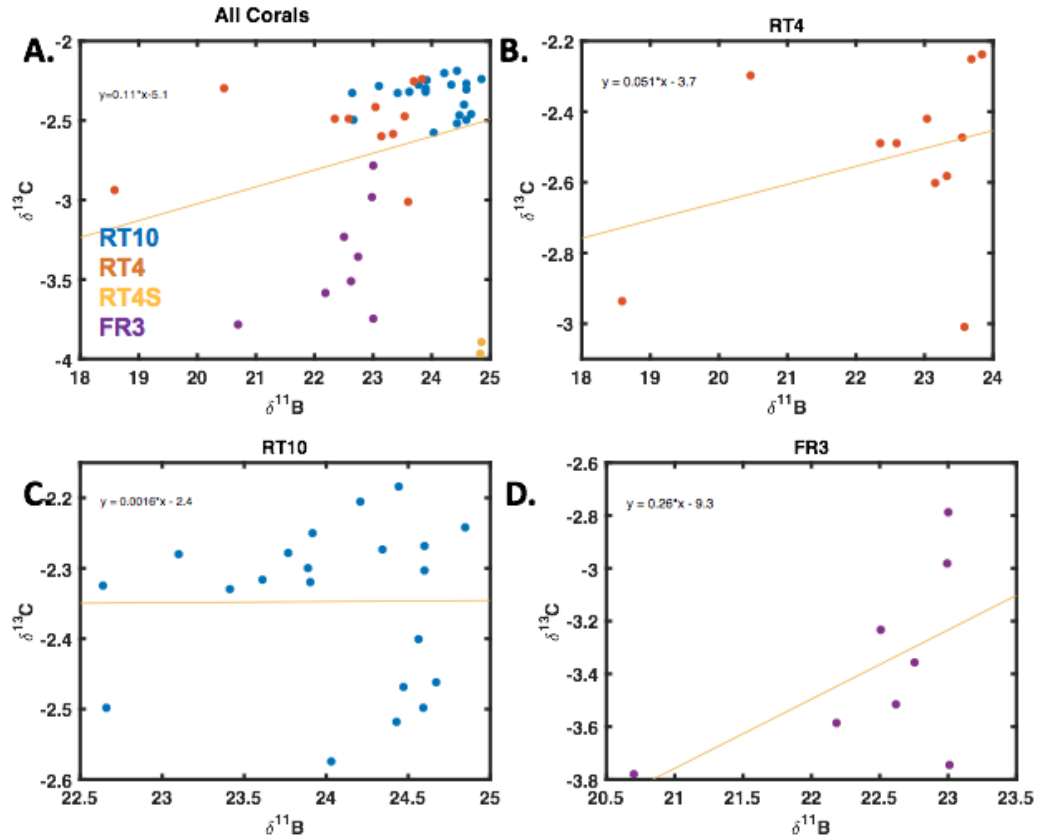 All Corals
A.
y=0.11*x-5.1
-2
-2.5
-3
-3.5
-4
δ13C
RT10
RT4
RT4S
FR3
18 19 20 21 22 23 24 25
δ11B
RT4
B.
y = 0.051*x - 3.7
-2.2
-2.4
-2.6
-2.8
-3
δ13C
18 19 20 21 22 23 24
δ11B
RT10
C.
y = 0.0016*x - 2.4
-2.2
-2.3
-2.4
-2.5
-2.6
δ13C
22.5 23 23.5 24 24.5 25
δ11B
FR3
D.
y = 0.26*x - 9.3
-2.6
-2.8
-3
-3.2
-3.4
-3.6
-3.8
δ13C
20.5 21 21.5 22 22.5 23 23.5
δ11B